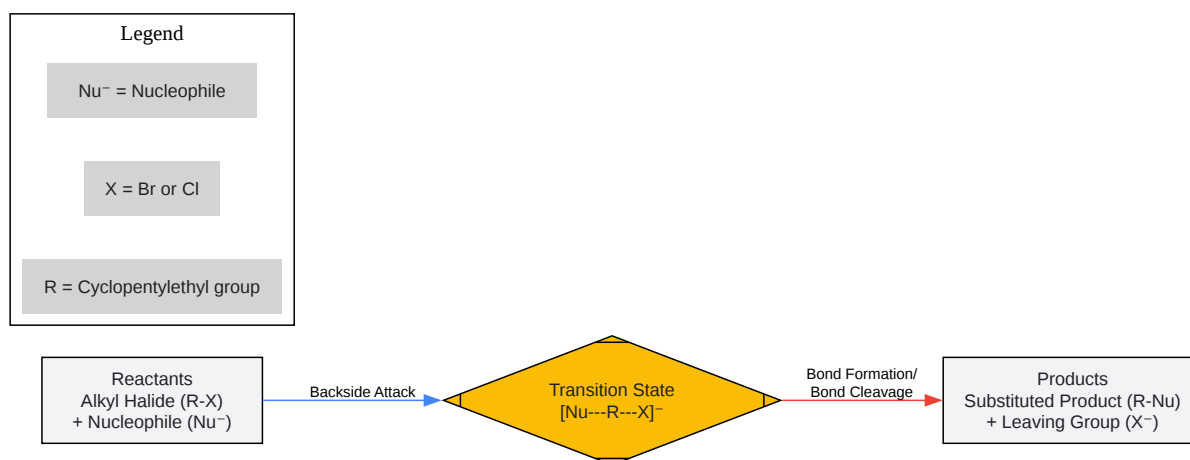 Legend
Nu⁻ = Nucleophile
X = Br or Cl
R = Cyclopentylethyl group
Reactants
Alkyl Halide (R-X)
+ Nucleophile (Nu⁻)
Backside Attack
Transition State
[Nu---R---X]⁻
Bond Formation/
Bond Cleavage
Products
Substituted Product (R-Nu)
+ Leaving Group (X⁻)